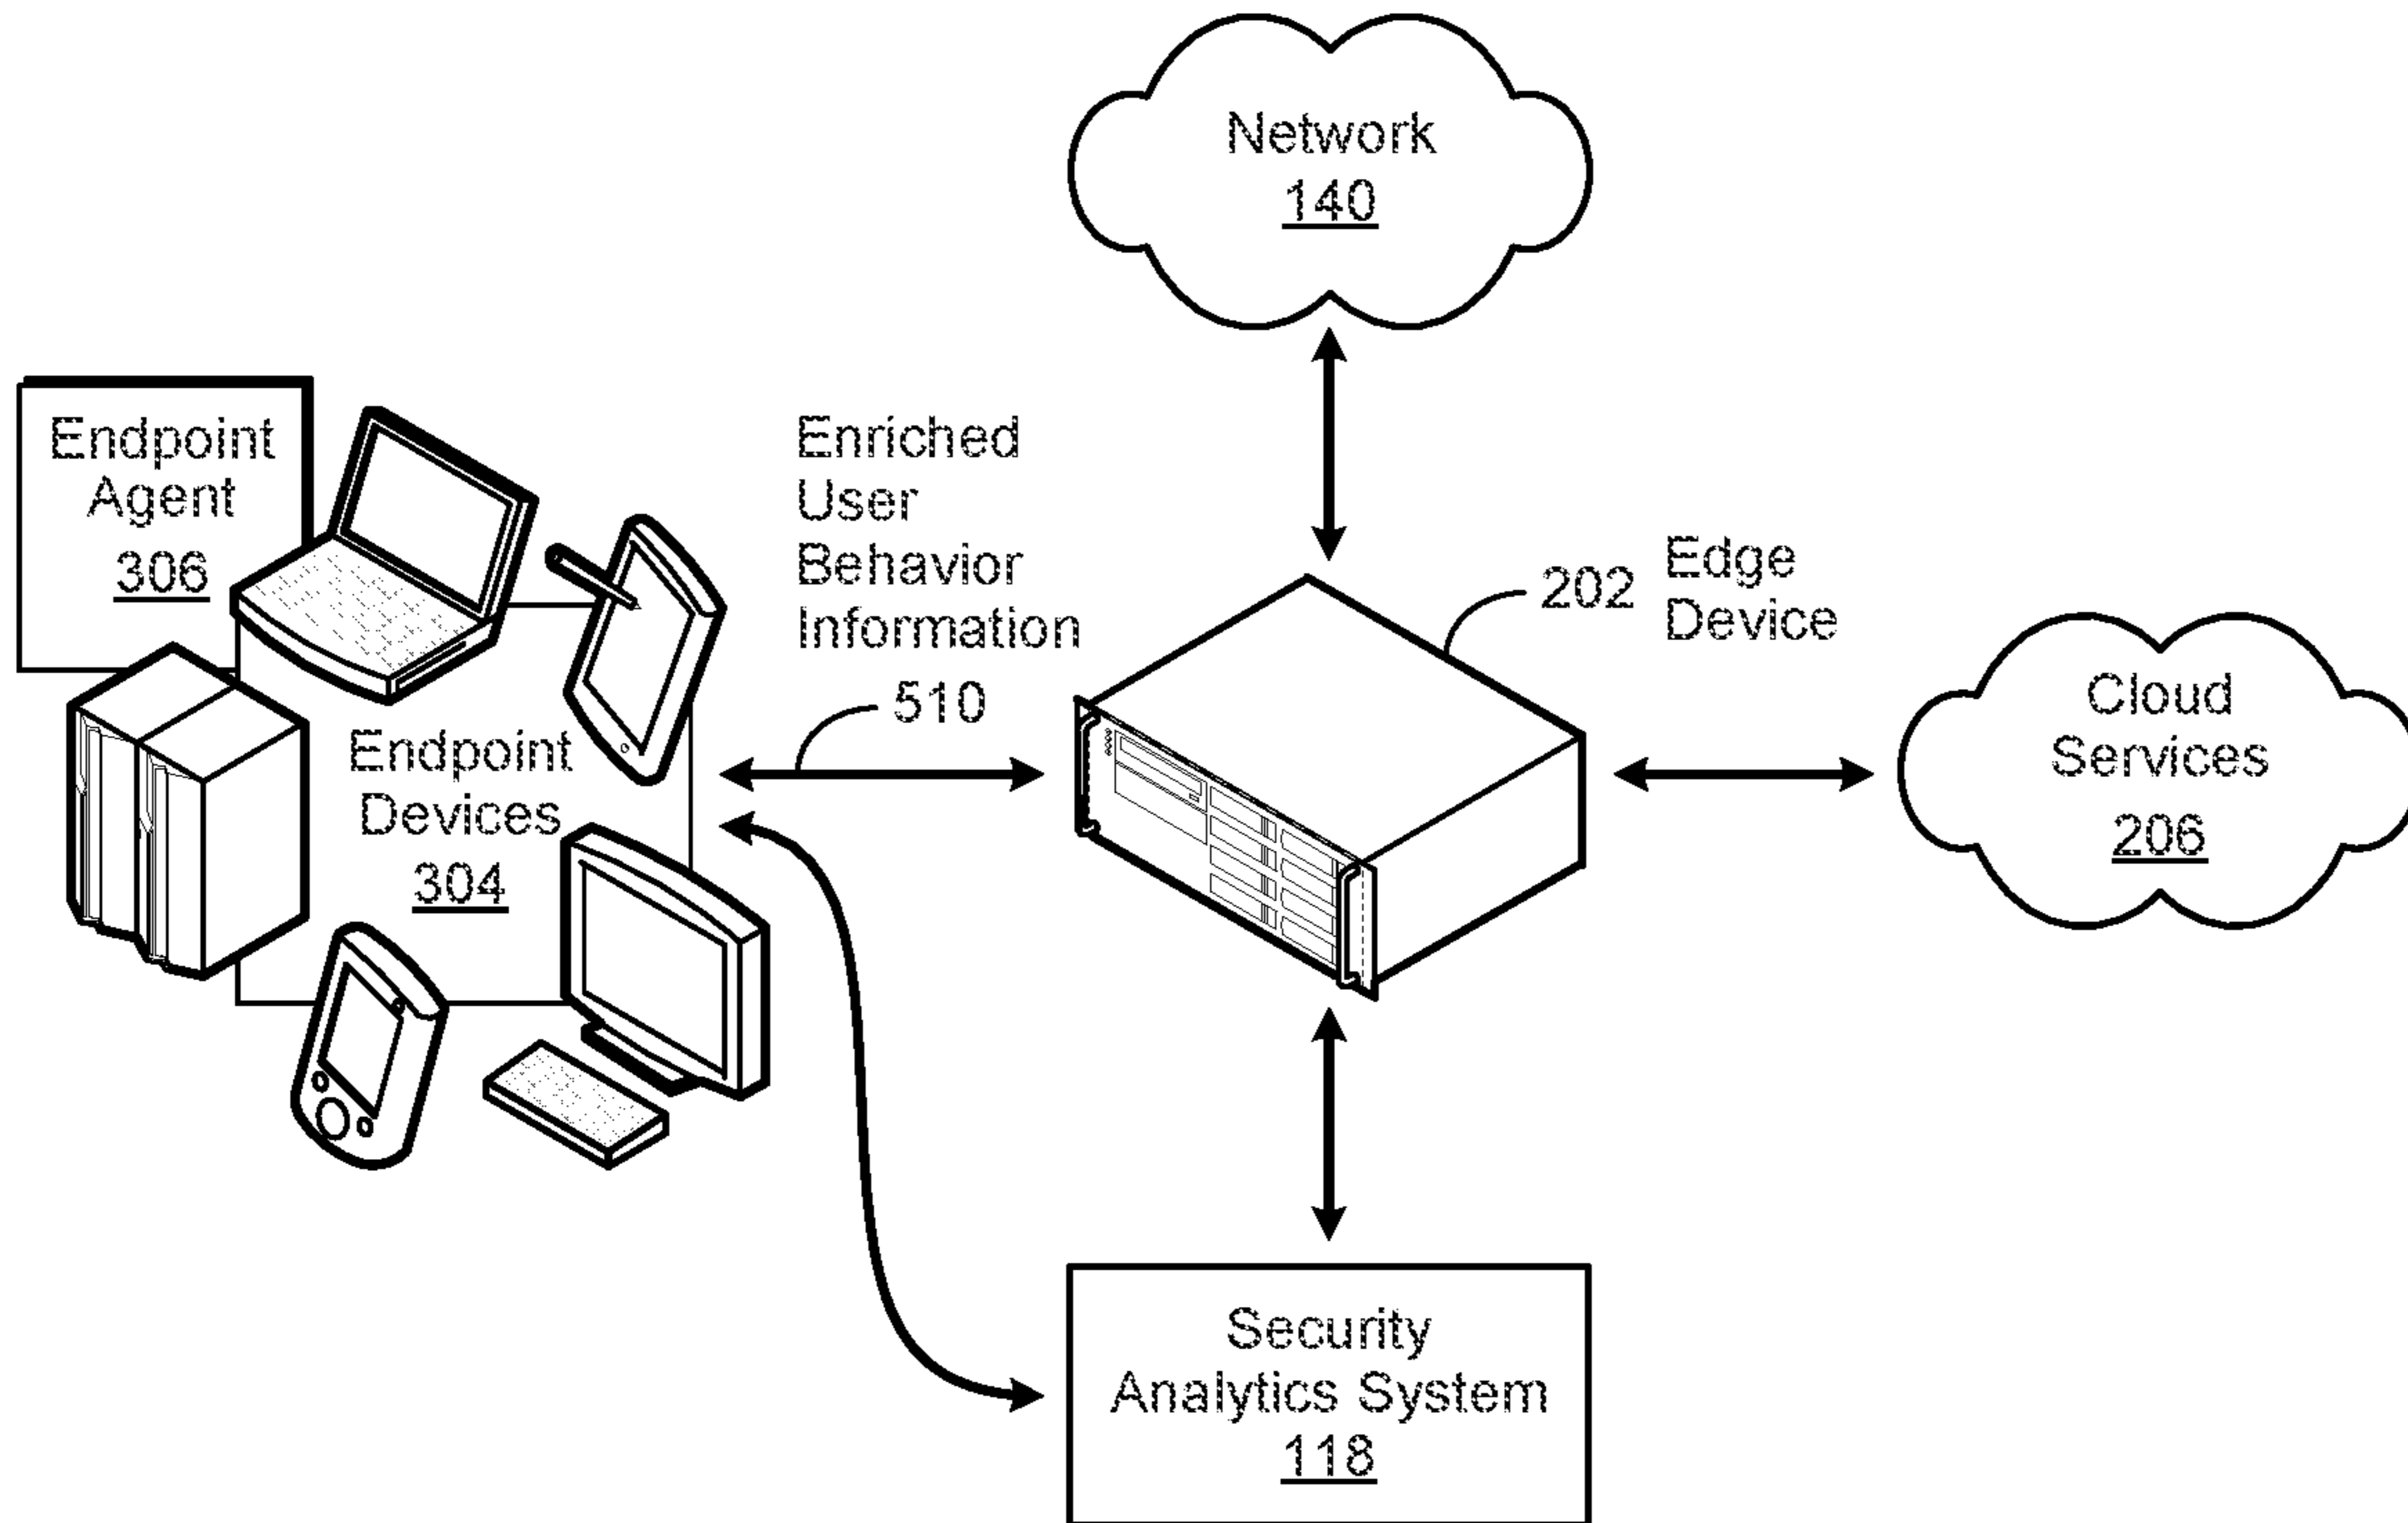 Network
140
Endpoint
Agent
306
Enriched
User
Behavior
Information
510
202
Edge
Device
Cloud
Services
206
Endpoint
Devices
304
Security
Analytics System
118